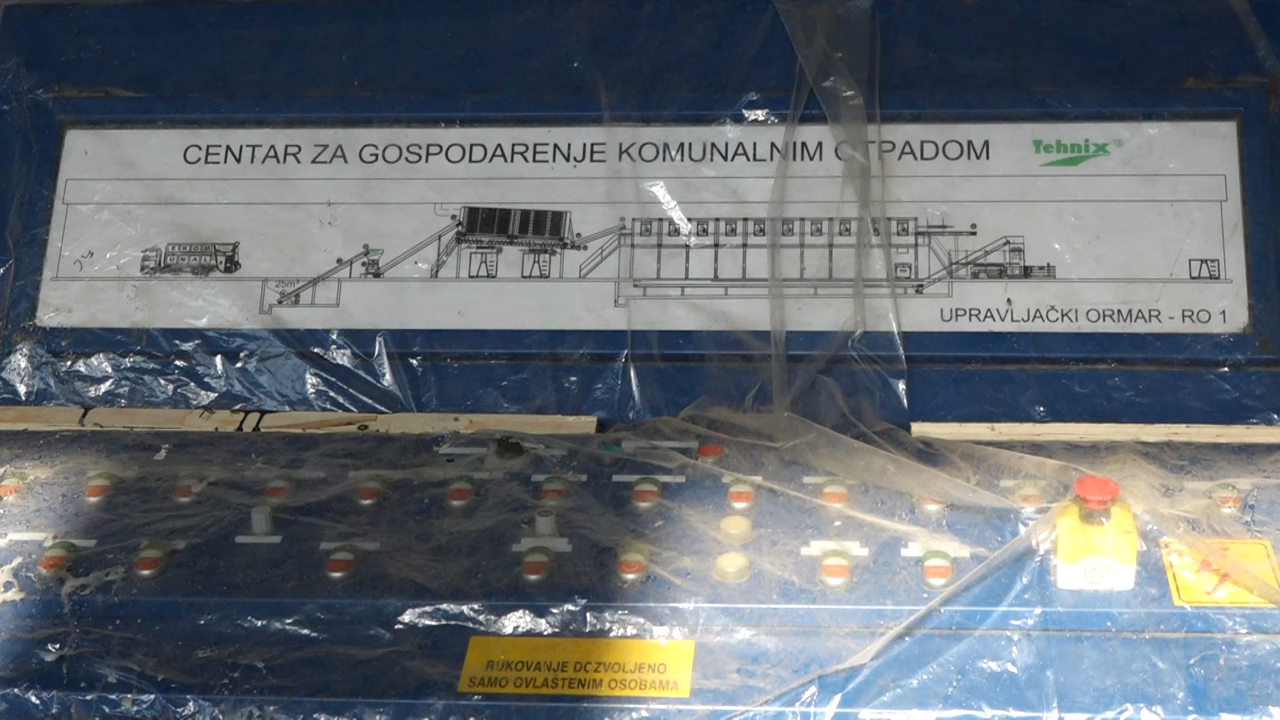 CENTAR ZA GOSPODARENJE KOMUNALNIM OTPADOM
Tehnix®
25m³
UPRAVLJAČKI ORMAR - RO 1
RUKOVANJE DOZVOLJENO
SAMO OVLAŠTENIM OSOBAMA